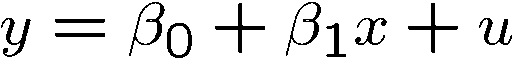 y = β₀ + β₁x + u